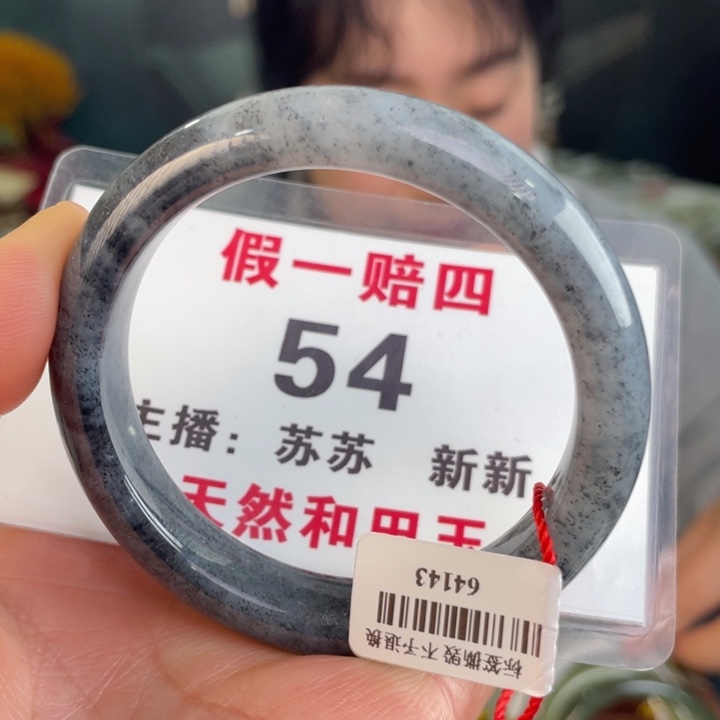 假一赔四
54
主播：苏苏 新新
天然和田玉
64143
标签撕毁 不予退换